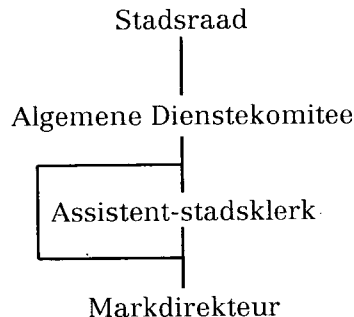 Stadsraad
Algemene Dienstekomitee
Assistent-stadsklerk
Markdirekteur